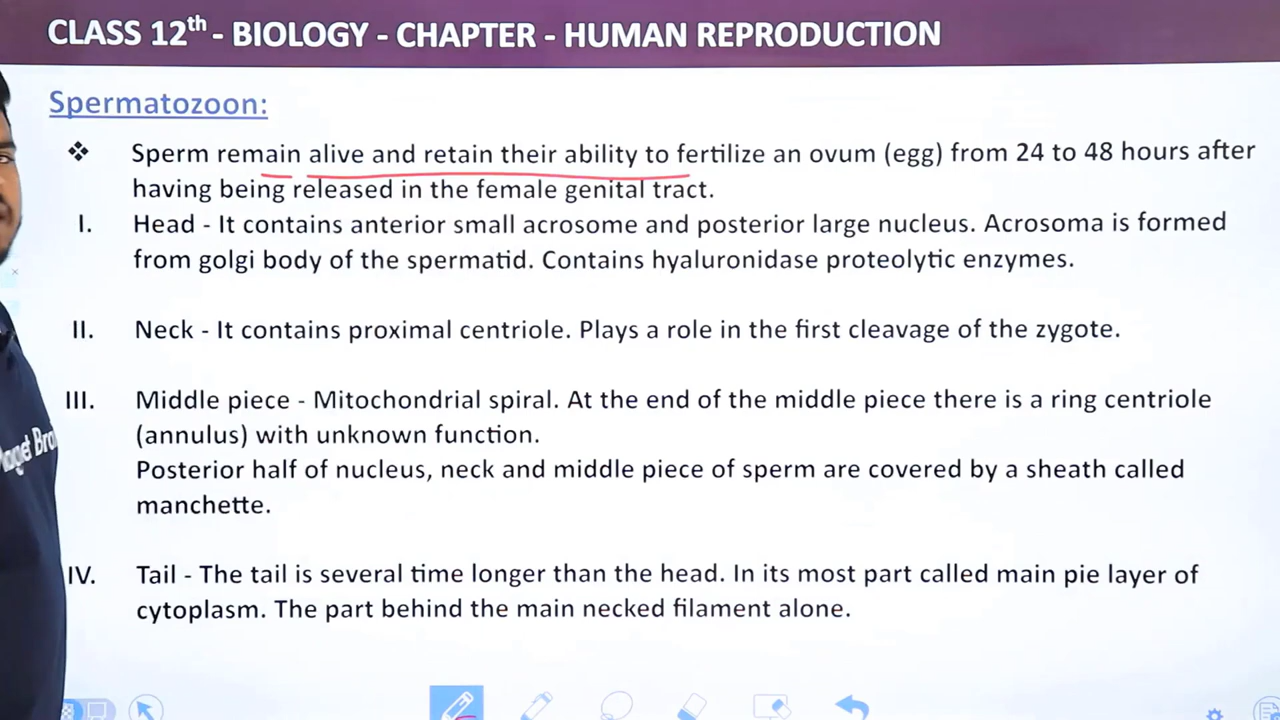 CLASS 12th - BIOLOGY - CHAPTER - HUMAN REPRODUCTION
Spermatozoon:
❖ Sperm remain alive and retain their ability to fertilize an ovum (egg) from 24 to 48 hours after
having being released in the female genital tract.
I. Head - It contains anterior small acrosome and posterior large nucleus. Acrosoma is formed
from golgi body of the spermatid. Contains hyaluronidase proteolytic enzymes.
II. Neck - It contains proximal centriole. Plays a role in the first cleavage of the zygote.
III. Middle piece - Mitochondrial spiral. At the end of the middle piece there is a ring centriole
(annulus) with unknown function.
Posterior half of nucleus, neck and middle piece of sperm are covered by a sheath called
manchette.
IV. Tail - The tail is several time longer than the head. In its most part called main pie layer of
cytoplasm. The part behind the main necked filament alone.